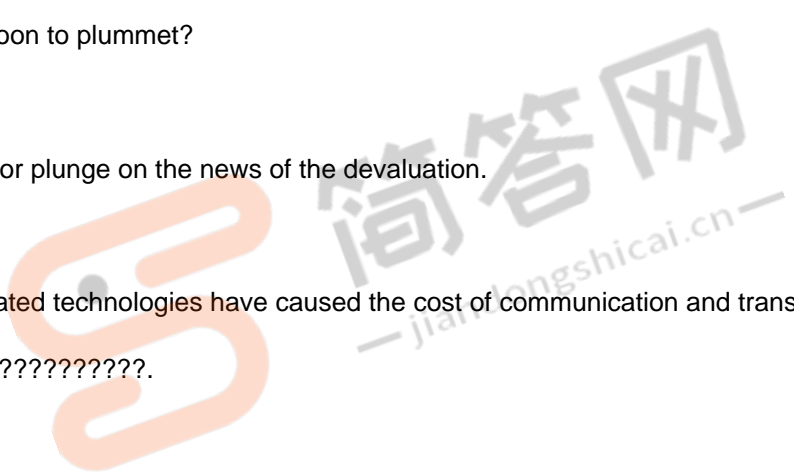 oon to plummet?
or plunge on the news of the devaluation.
ated technologies have caused the cost of communication and trans
??????????.
简答网
jiandongshicai.cn